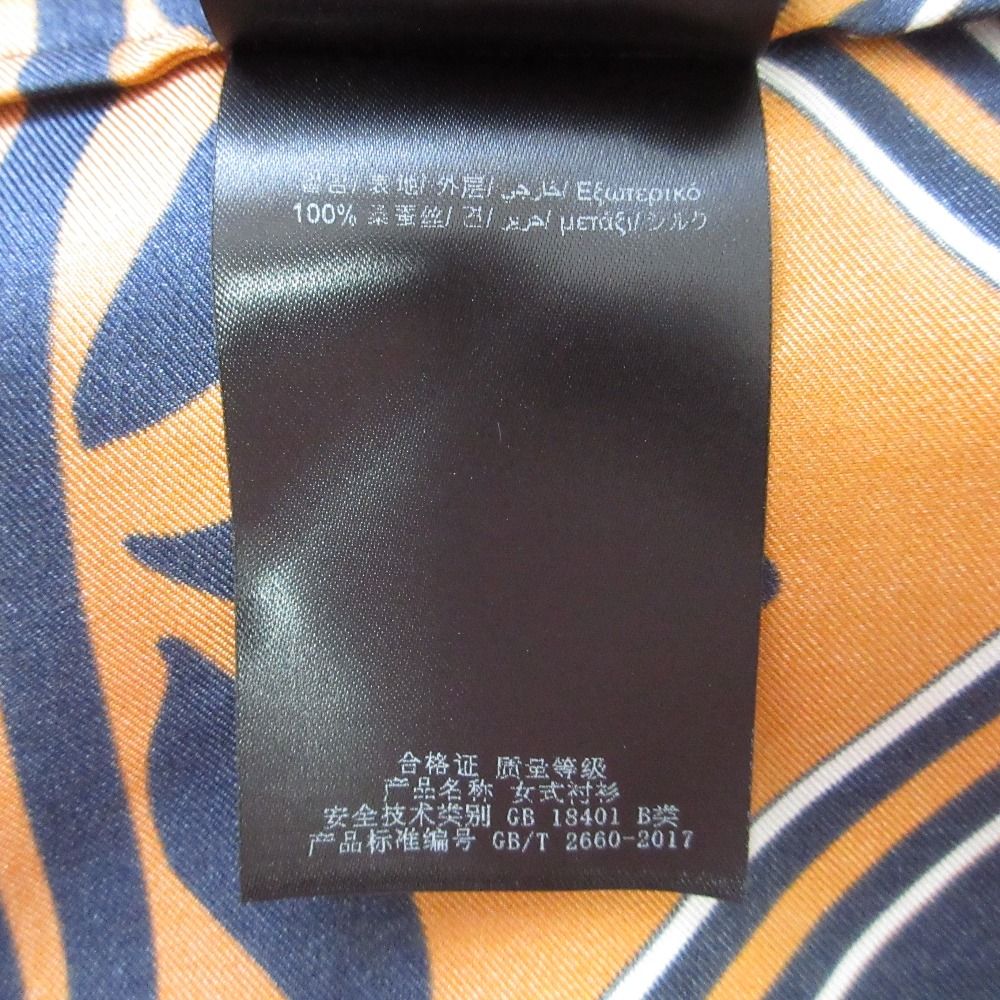 겉감/ 表地/ 外层/ خارجي/ Εξωτερικό
100% 桑蚕丝/ 견/ حرير/ μετάξι/シルク
合格证 质量等级
产品名称 女式衬衫
安全技术类别 GB 18401 B类
产品标准编号 GB/T 2660-2017